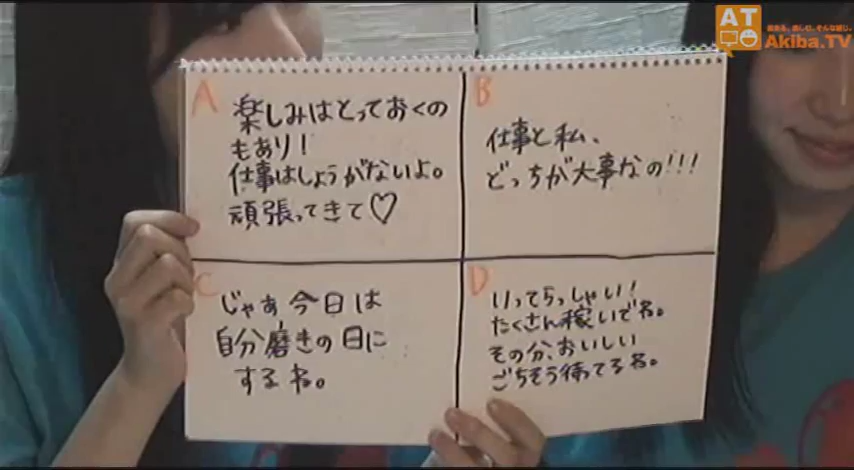 AT
Akiba.TV
A
楽しみはとっておくの
もあり！
仕事はしょうがないよ。
頑張ってきて♡
B
仕事と私、
どっちが大事なの！！！
C
じゃあ今日は
自分磨きの日に
するね。
D
いってらっしゃい！
たくさん稼いでね。
その分、おいしい
ごちそう待ってるね。